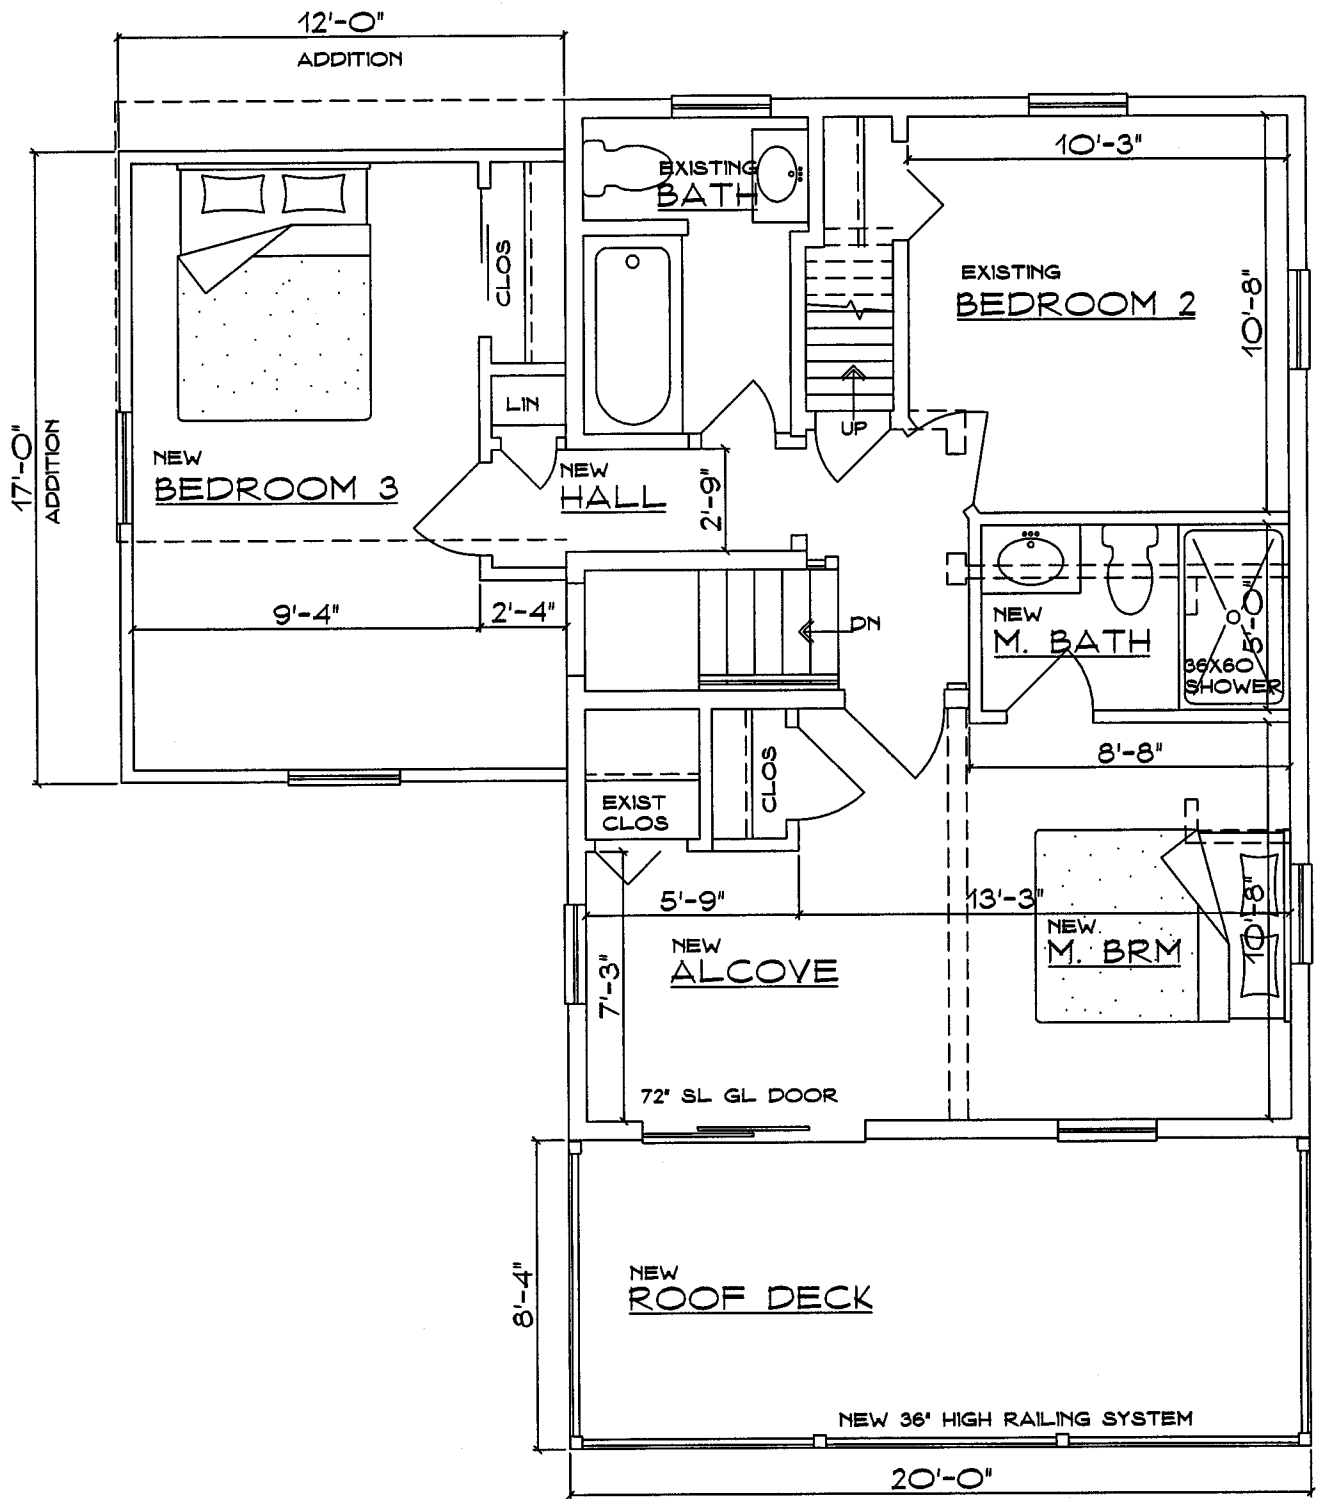 12'-0"
ADDITION
10'-3"
EXISTING
BATH
CLOS
EXISTING
BEDROOM 2
10'-8"
LIN
UP
17'-0"
ADDITION
NEW
BEDROOM 3
NEW
HALL
2'-9"
9'-4"
2'-4"
DN
NEW
M. BATH
5'-0"
36X60
SHOWER
8'-8"
EXIST
CLOS
CLOS
5'-9"
13'-3"
10'-8"
NEW
ALCOVE
NEW
M. BRM
7'-3"
72" SL GL DOOR
8'-4"
NEW
ROOF DECK
NEW 36" HIGH RAILING SYSTEM
20'-0"